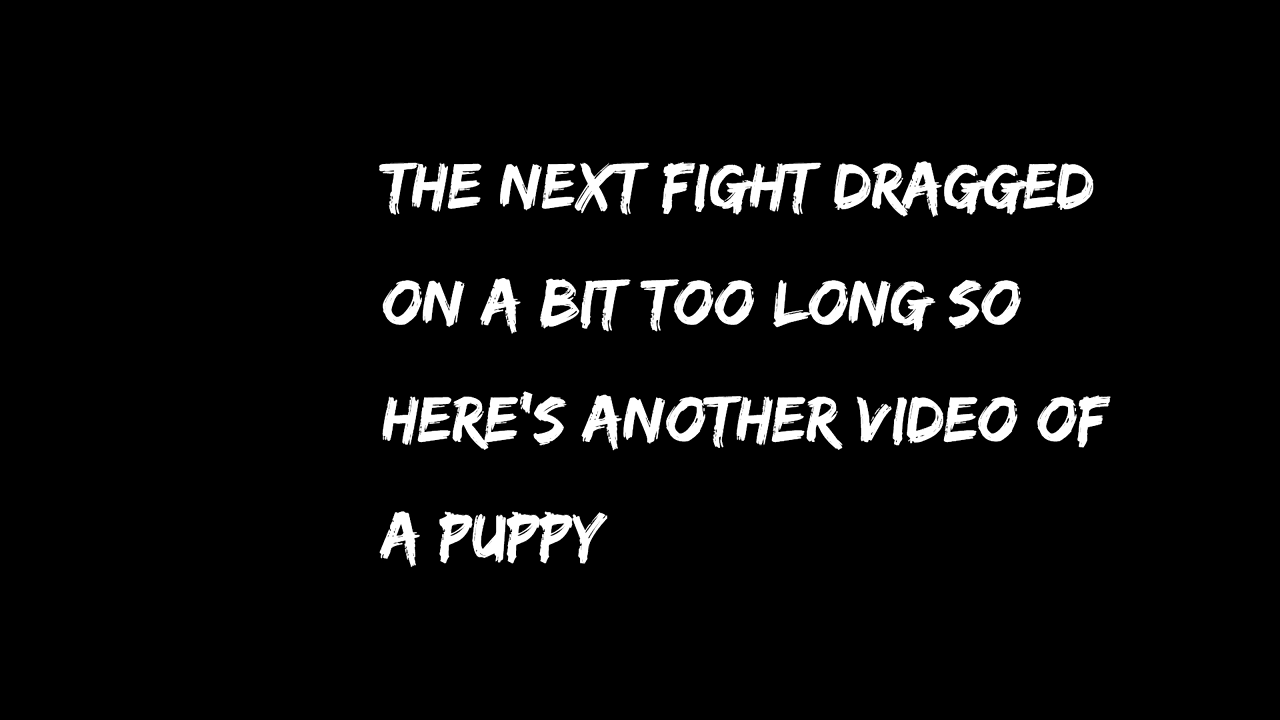 THE NEXT FIGHT DRAGGED
ON A BIT TOO LONG SO
HERE'S ANOTHER VIDEO OF
A PUPPY